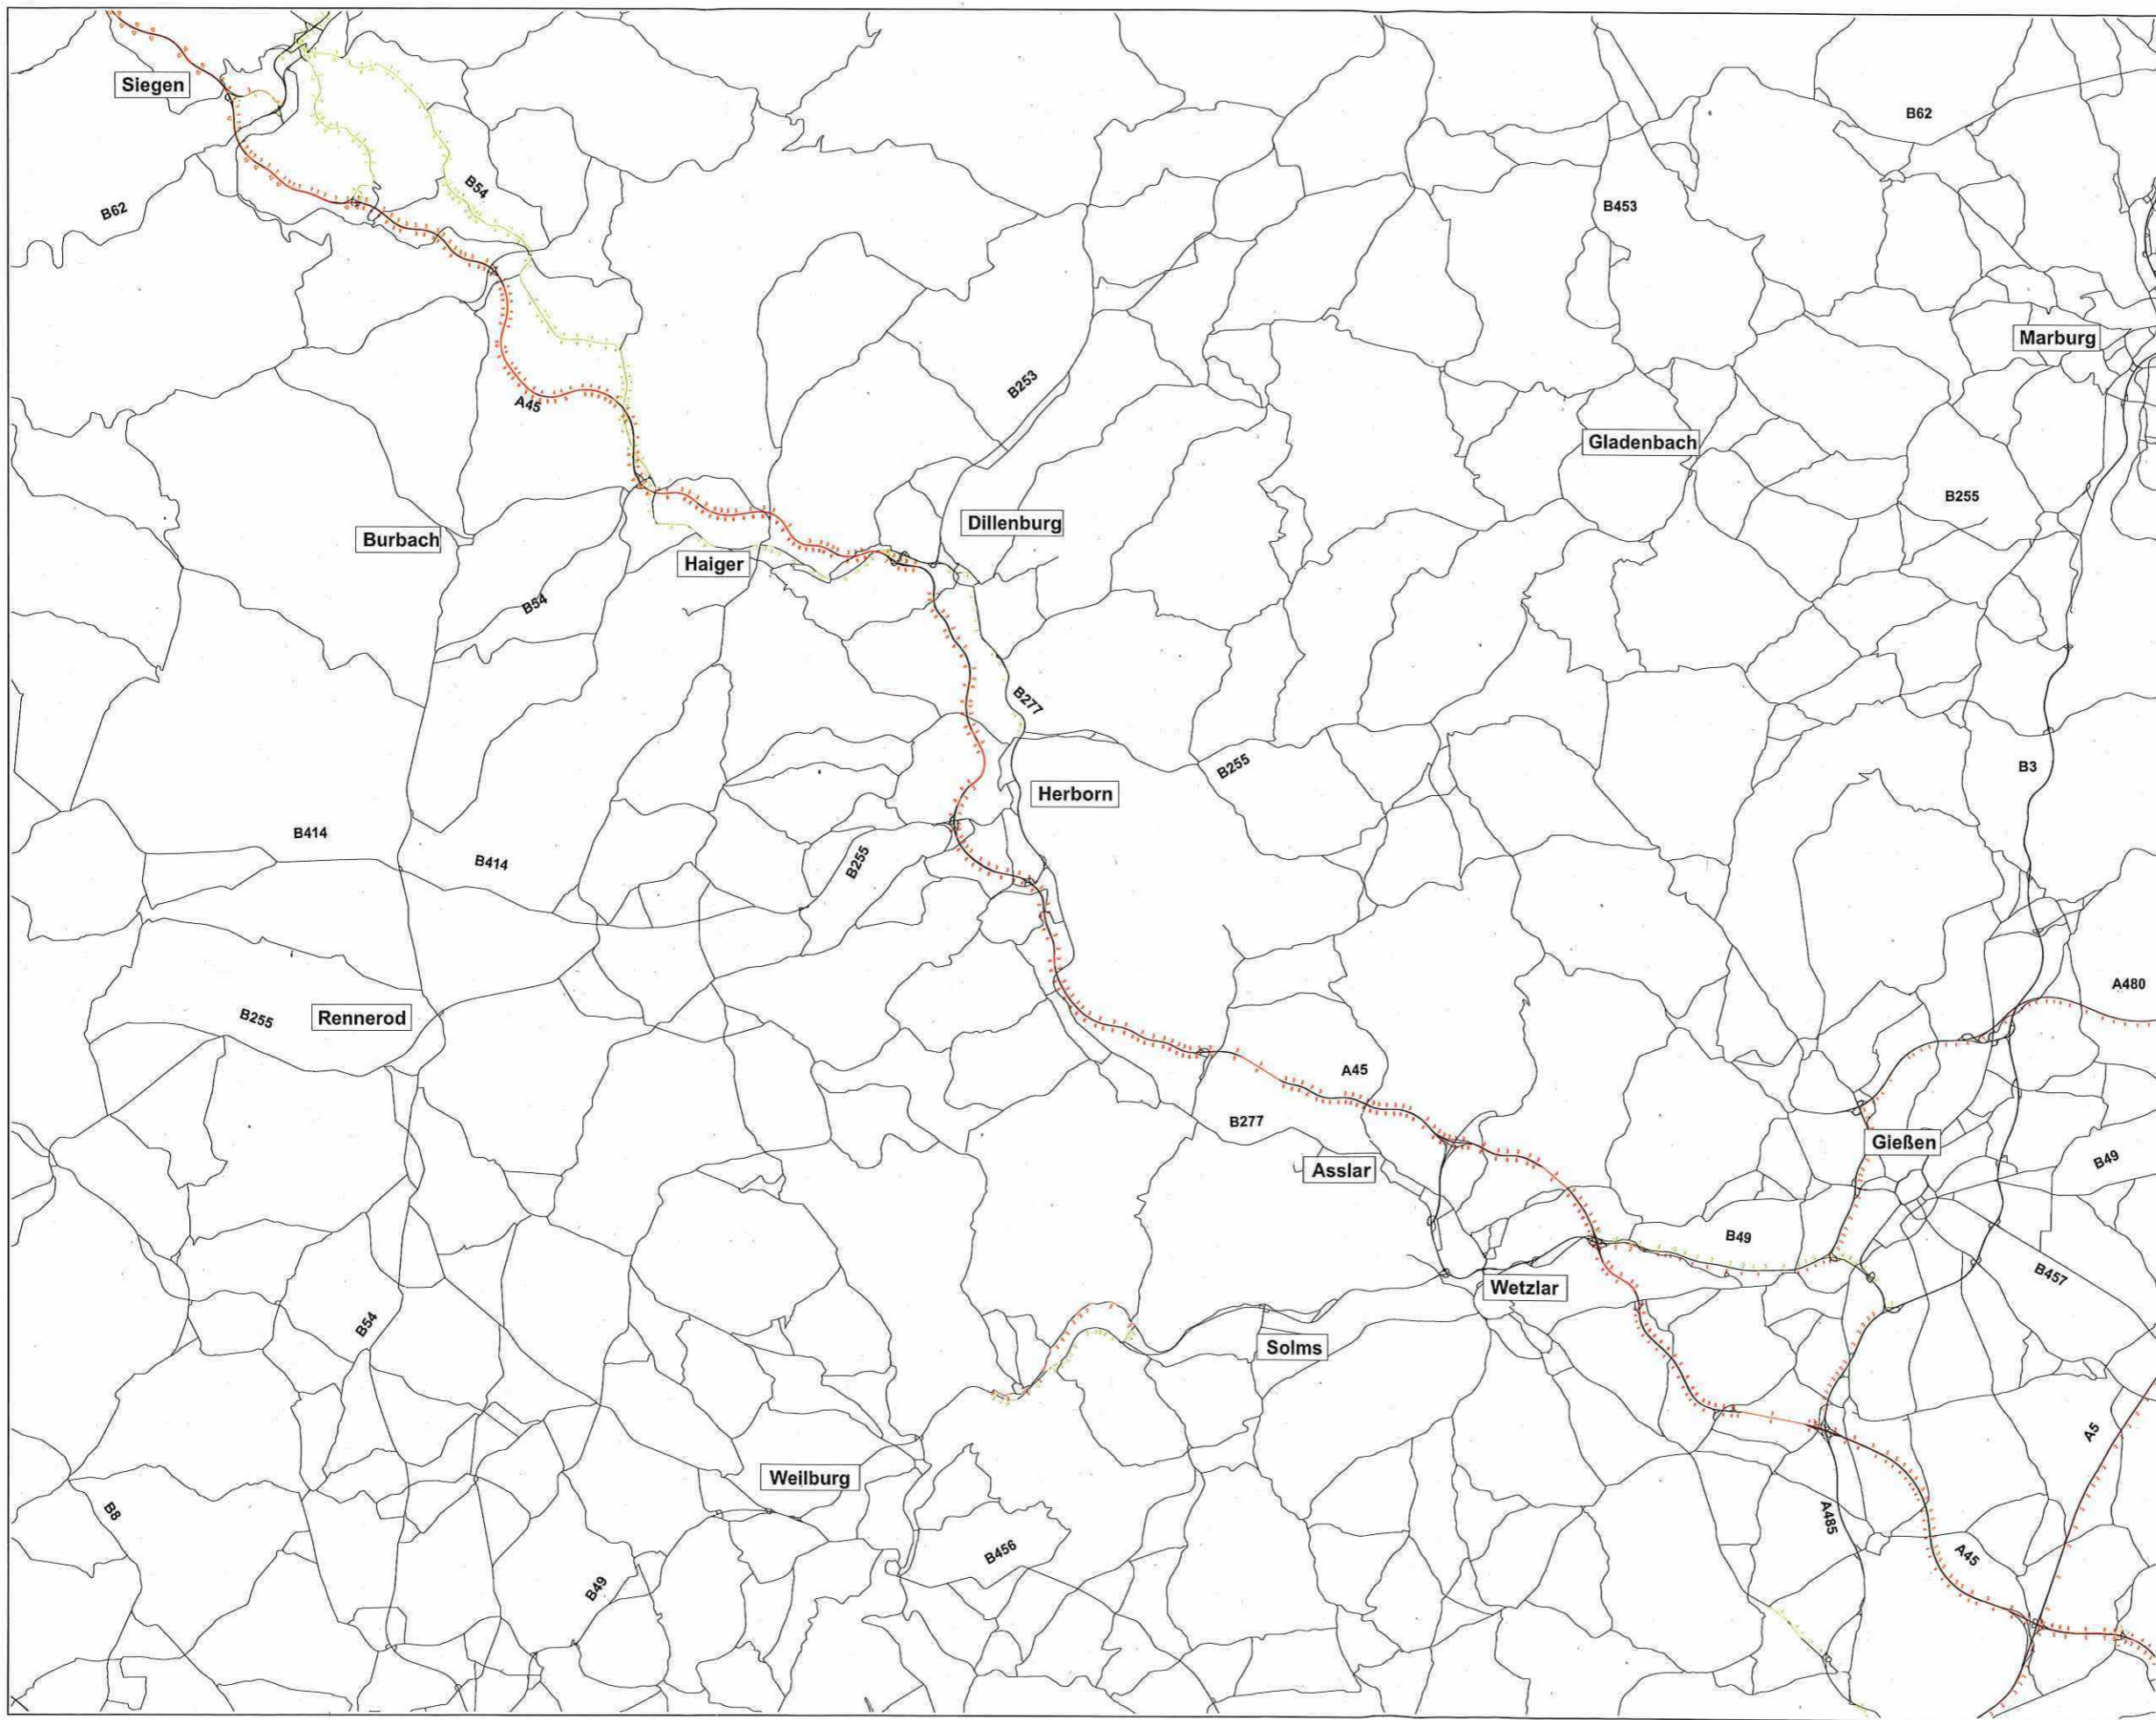 Siegen
B62
B62
B54
B453
Marburg
B253
A45
Gladenbach
B255
Dillenburg
Burbach
Haiger
B54
B277
B255
B3
Herborn
B414
B414
B255
A480
Rennerod
B255
A45
B277
Gießen
B49
Asslar
B49
B457
Wetzlar
B54
Solms
A5
Weilburg
B8
A485
B456
A45
B49